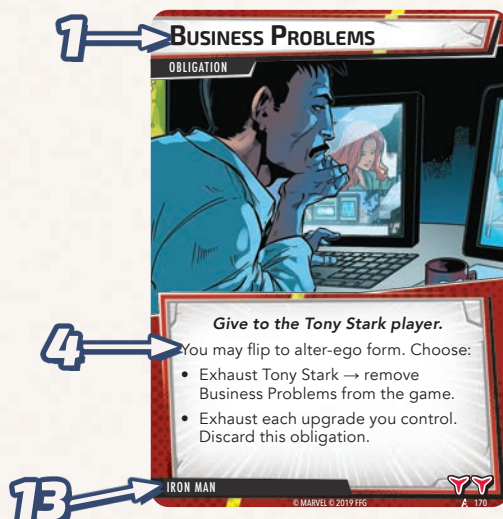 1
BUSINESS PROBLEMS
OBLIGATION
Give to the Tony Stark player.
4
You may flip to alter-ego form. Choose:
• Exhaust Tony Stark → remove
Business Problems from the game.
• Exhaust each upgrade you control.
Discard this obligation.
13
IRON MAN
© MARVEL © 2019 FFG
170